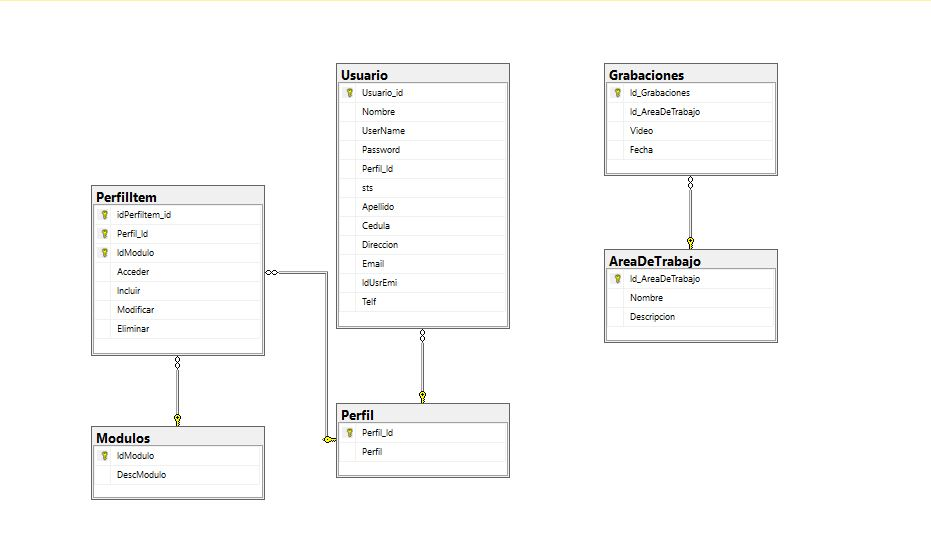 Usuario
Usuario_id
Nombre
UserName
Password
Perfil_Id
sts
Apellido
Cedula
Direccion
Email
IdUsrEmi
Telf
Grabaciones
Id_Grabaciones
Id_AreaDeTrabajo
Video
Fecha
PerfilItem
idPerfiItem_id
Perfil_Id
IdModulo
Acceder
Incluir
Modificar
Eliminar
AreaDeTrabajo
Id_AreaDeTrabajo
Nombre
Descripcion
Perfil
Perfil_Id
Perfil
Modulos
IdModulo
DescModulo